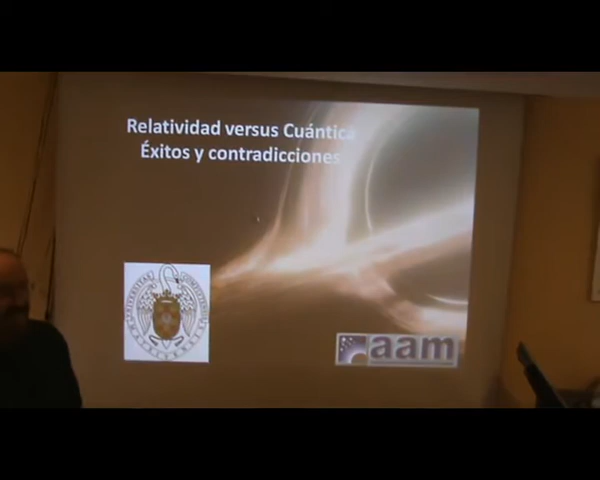 Relatividad versus Cuántica
Éxitos y contradicciones
aam